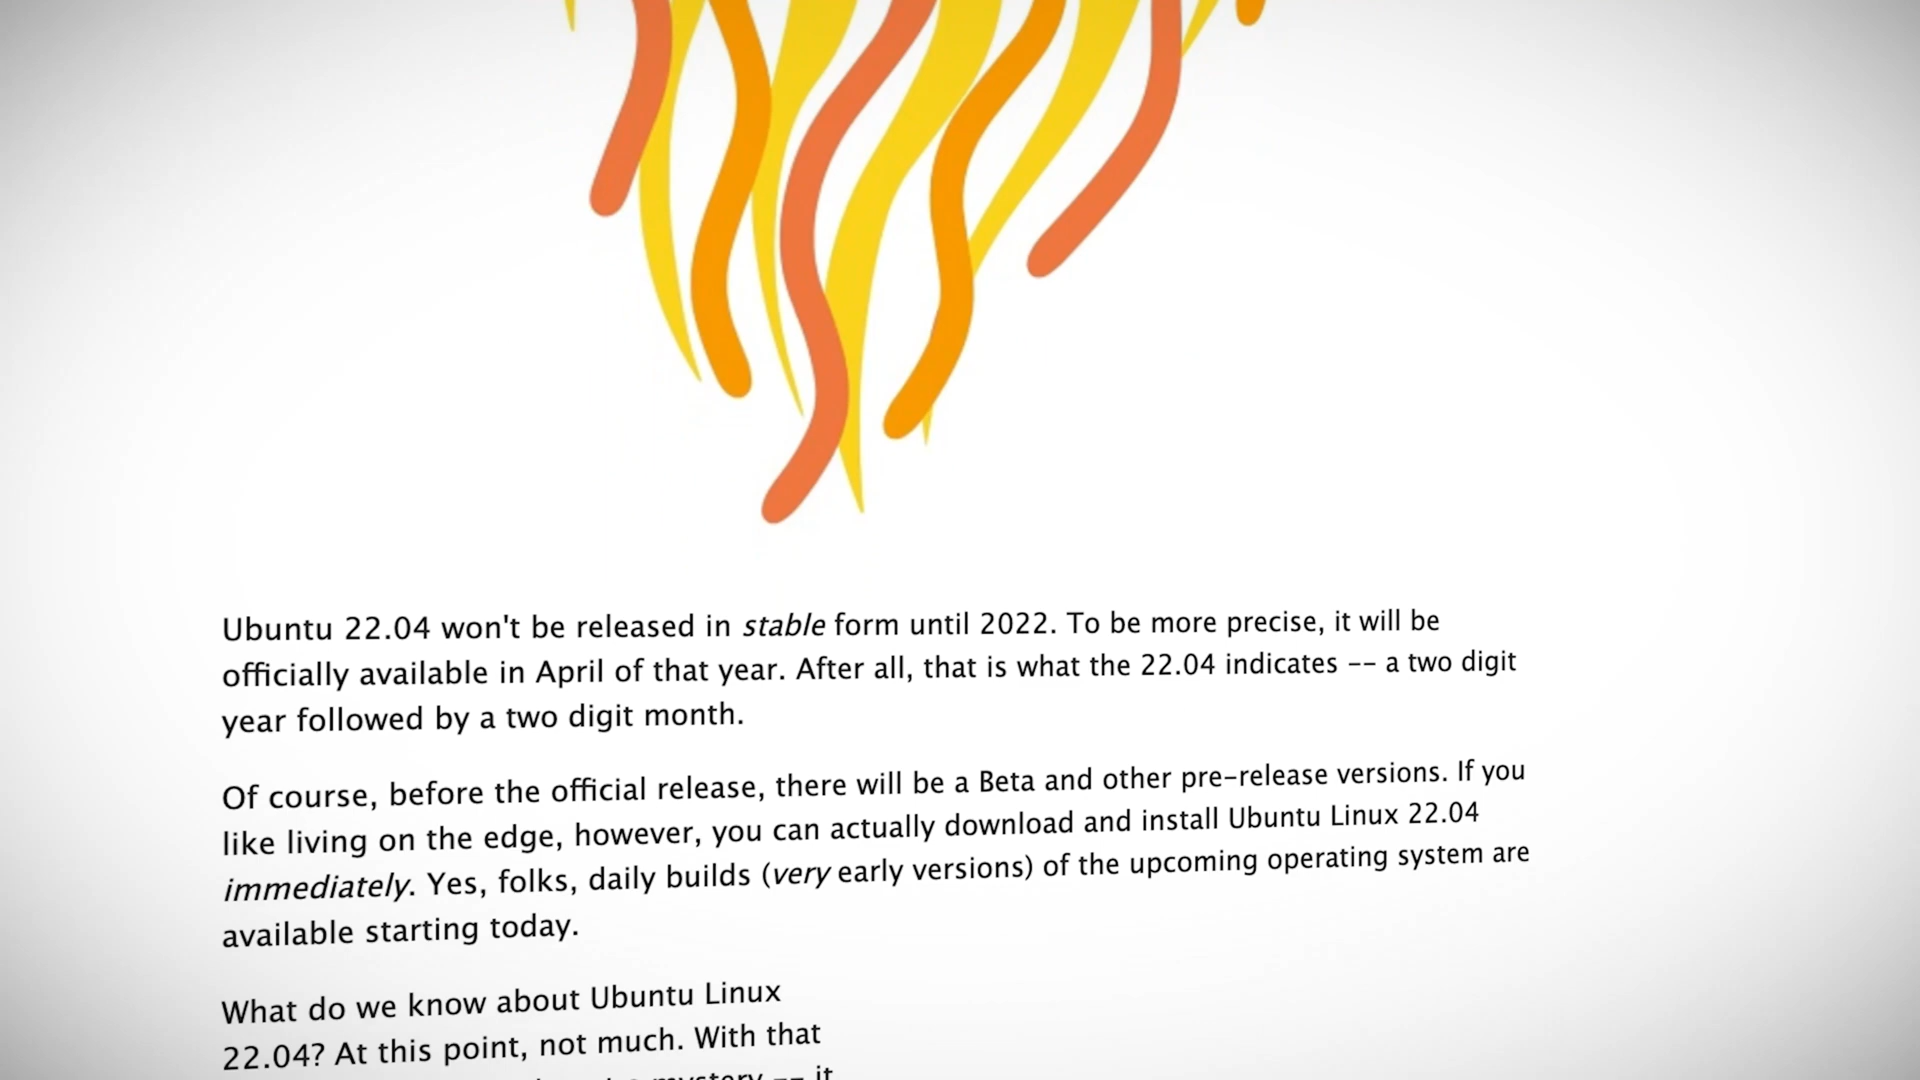 Ubuntu 22.04 won't be released in stable form until 2022. To be more precise, it will be
officially available in April of that year. After all, that is what the 22.04 indicates -- a two digit
year followed by a two digit month.
Of course, before the official release, there will be a Beta and other pre-release versions. If you
like living on the edge, however, you can actually download and install Ubuntu Linux 22.04
immediately. Yes, folks, daily builds (very early versions) of the upcoming operating system are
available starting today.
What do we know about Ubuntu Linux
22.04? At this point, not much. With that
mystery -- it